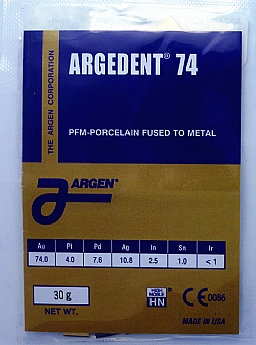 ARGEDENT® 74
THE ARGEN CORPORATION
PFM-PORCELAIN FUSED TO METAL
ARGEN®
Au Pt Pd Ag In Sn Ir
74.0 4.0 7.6 10.8 2.5 1.0 < 1
30 g
NET WT.
HIGH NOBLE
HN
CE 0086
MADE IN USA